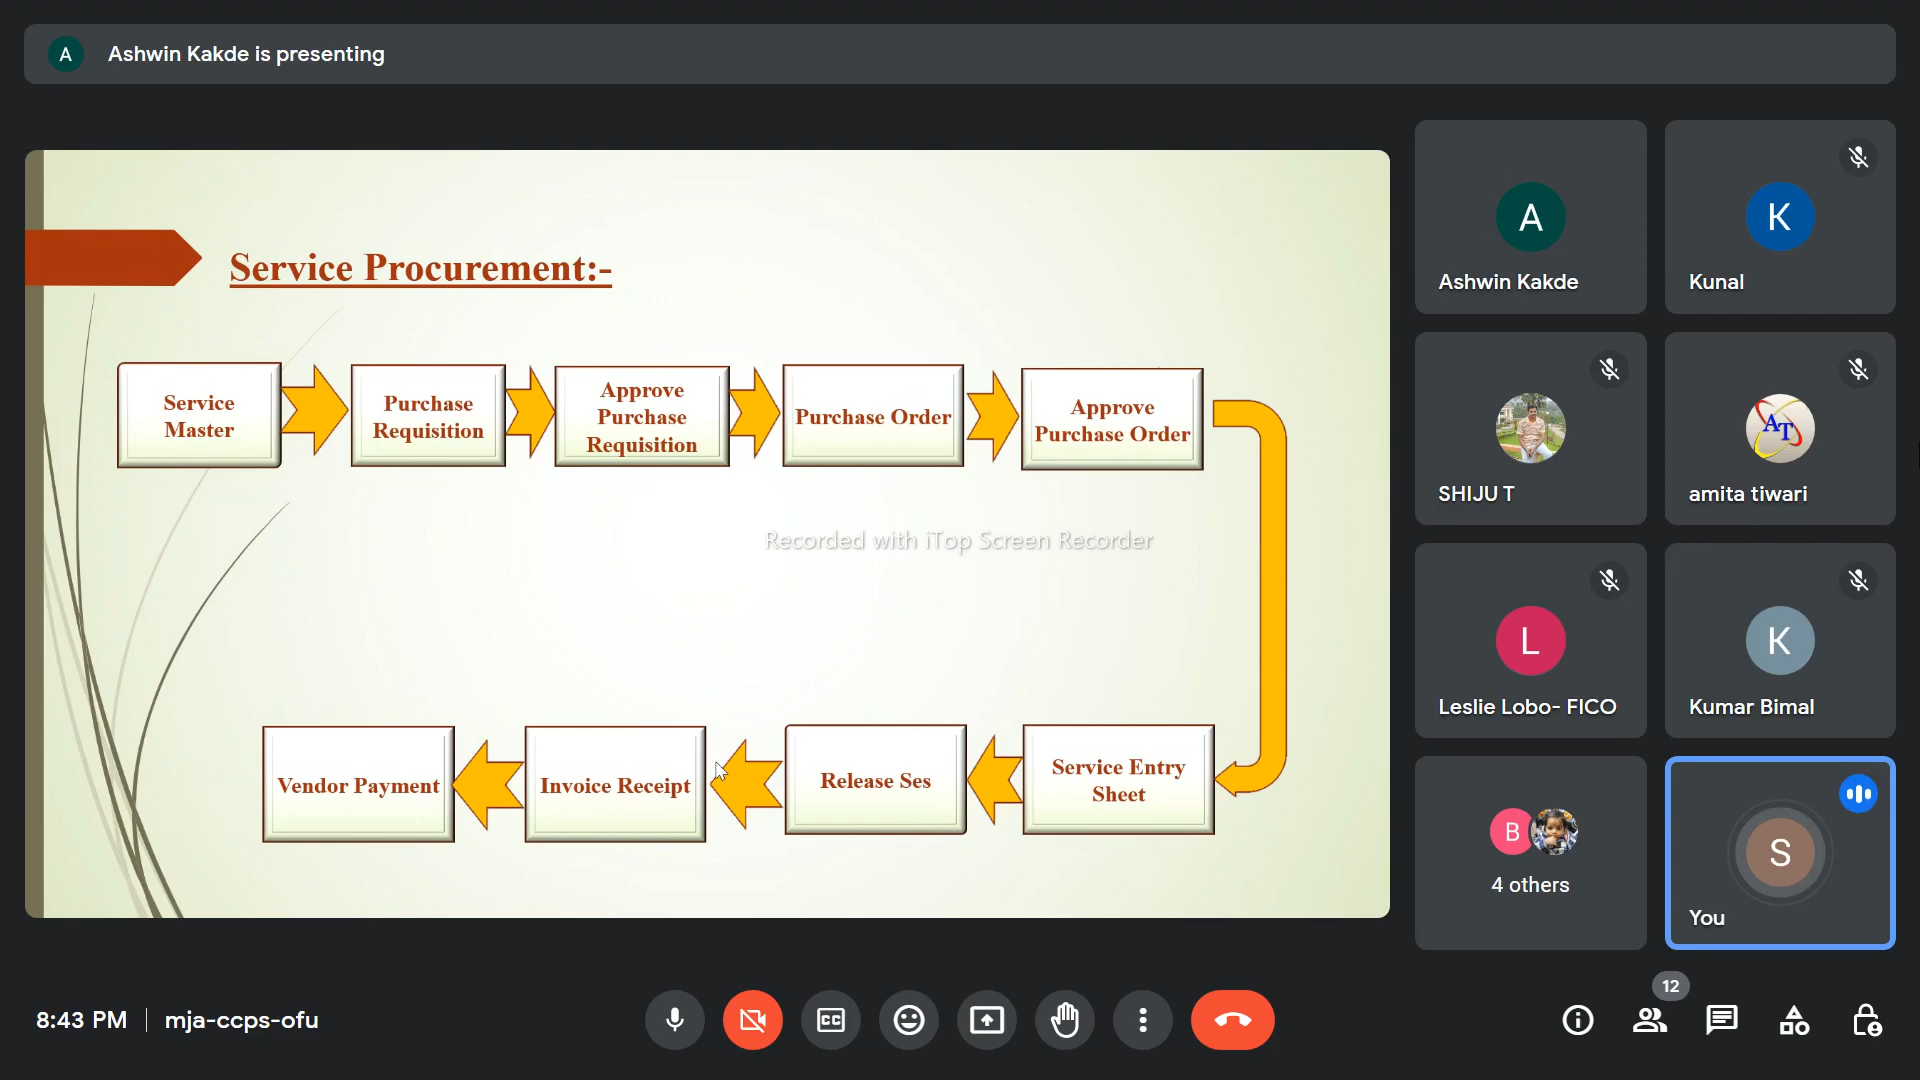 A
Ashwin Kakde is presenting
Service Procurement:-
Service
Master
Purchase
Requisition
Approve
Purchase
Requisition
Purchase Order
Approve
Purchase Order
Recorded with iTop Screen Recorder
Vendor Payment
Invoice Receipt
Release Ses
Service Entry
Sheet
A
Ashwin Kakde
K
Kunal
SHIJU T
AT
amita tiwari
L
Leslie Lobo- FICO
K
Kumar Bimal
B
4 others
S
You
8:43 PM
mja-ccps-ofu
CC
12